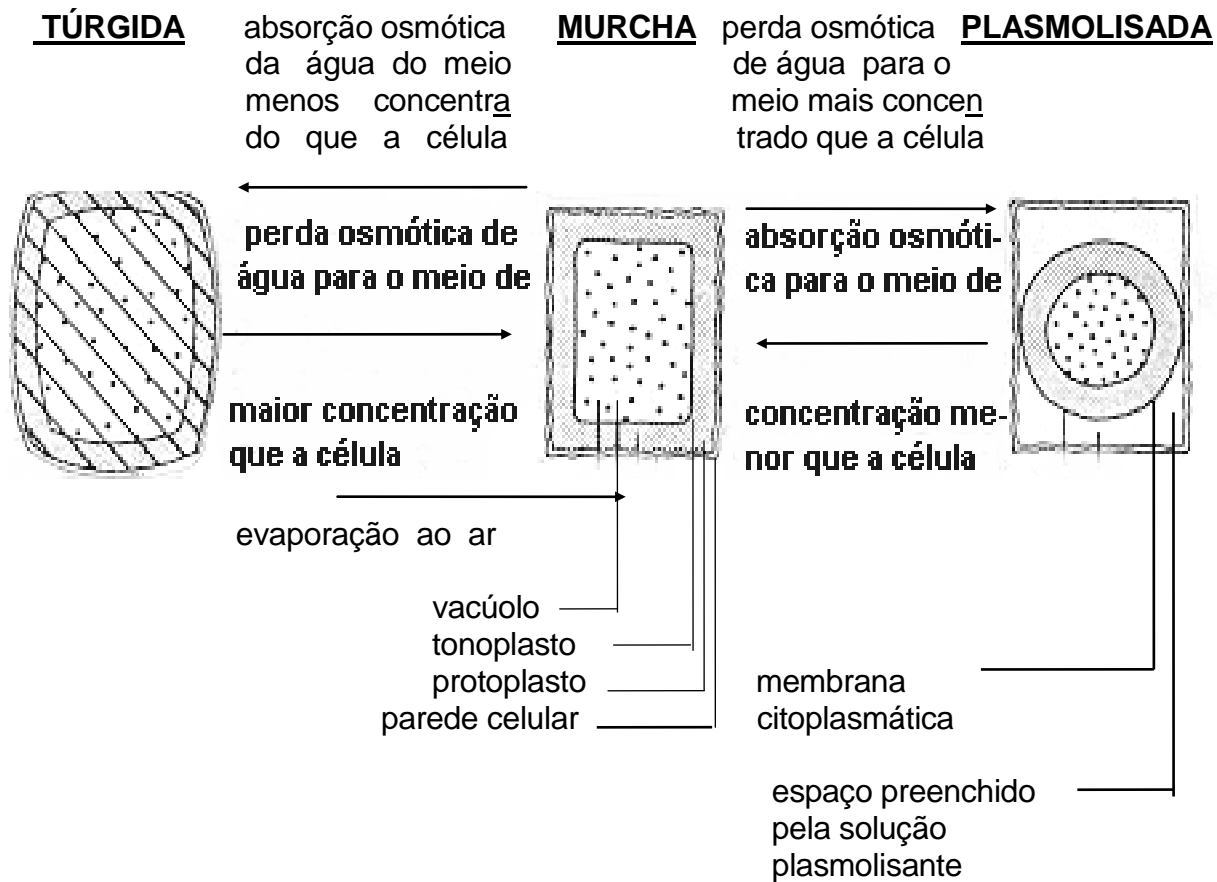 TÚRGIDA
absorção osmótica
da água do meio
menos concentra
do que a célula
MURCHA
perda osmótica
de água para o
meio mais concen
trado que a célula
PLASMOLISADA
perda osmótica de
água para o meio de
maior concentração
que a célula
absorção osmóti-
ca para o meio de
concentração me-
nor que a célula
evaporação ao ar
vacúolo
tonoplasto
protoplasto
parede celular
membrana
citoplasmática
espaço preenchido
pela solução
plasmolisante